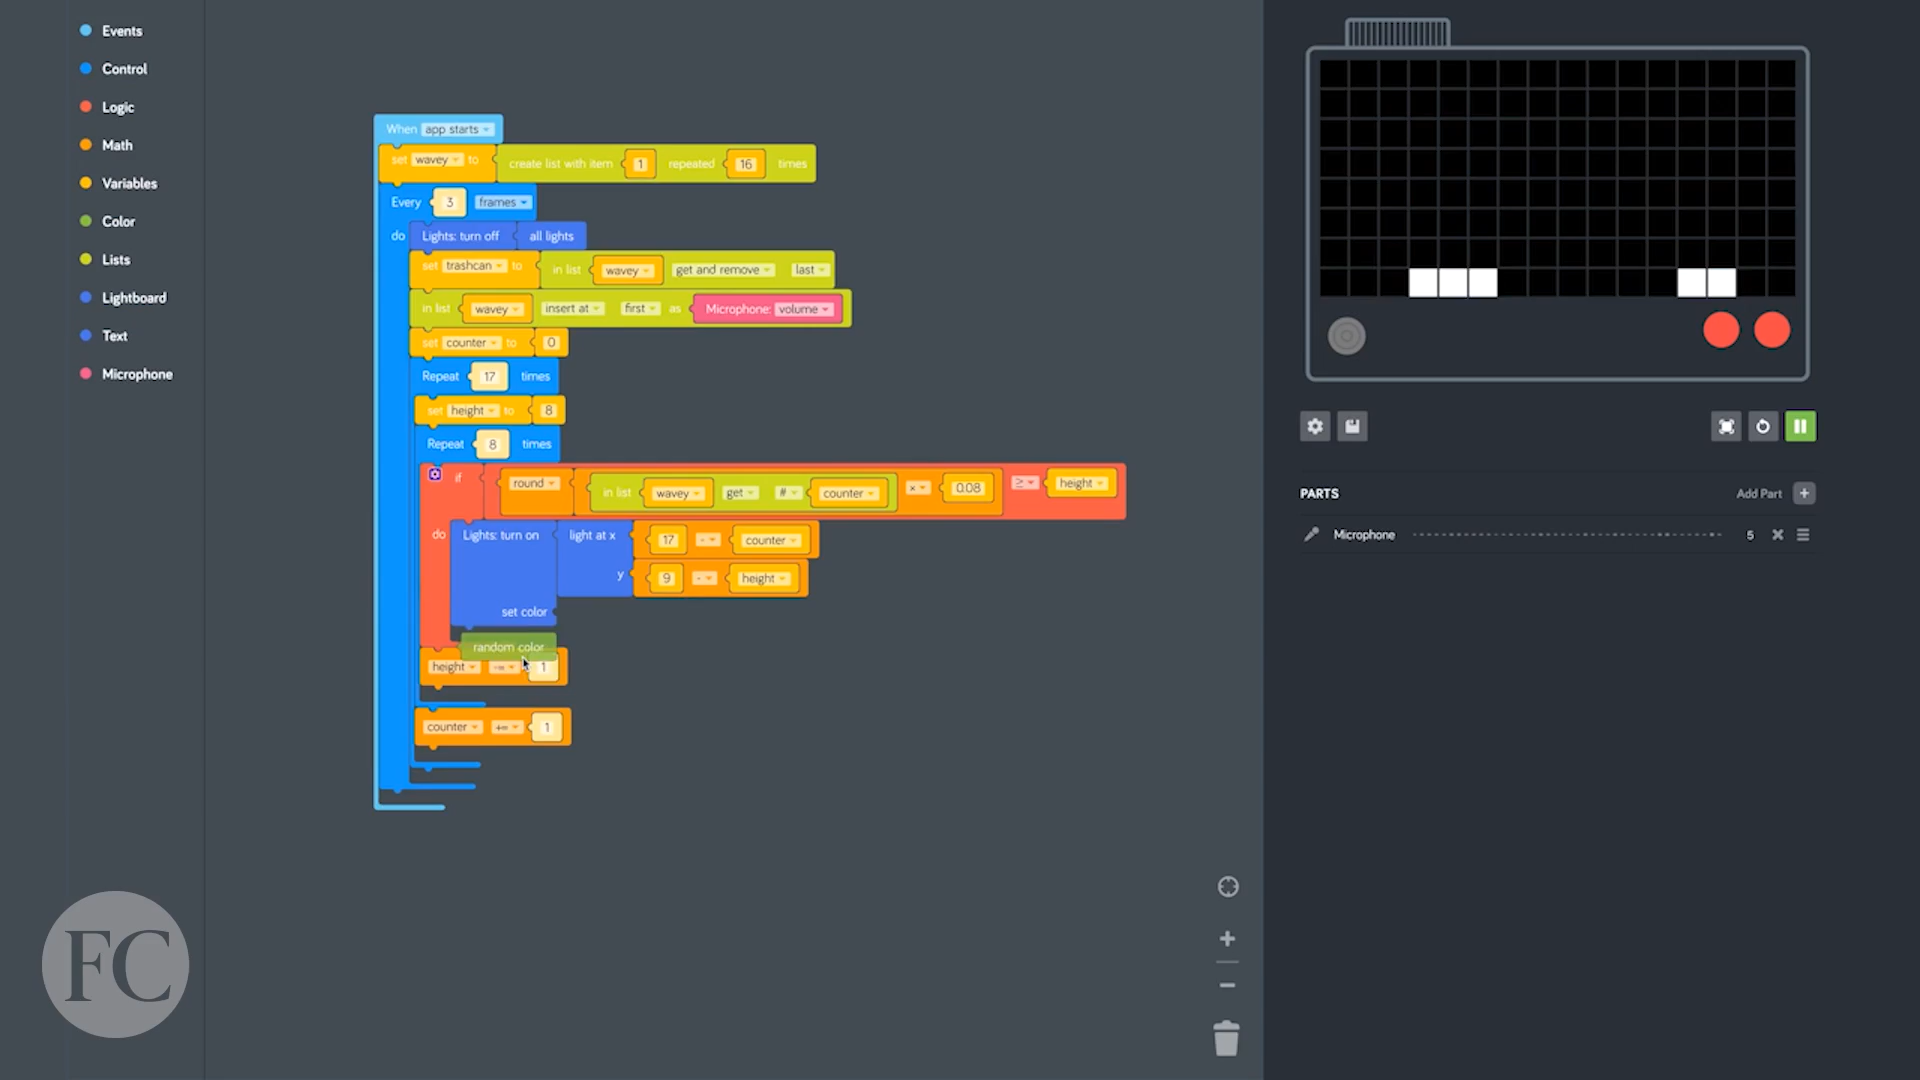 Events
Control
Logic
Math
Variables
Color
Lists
Lightboard
Text
Microphone
When app starts
set wavey to create list with item 1 repeated 16 times
Every 3 frames
do Lights: turn off all lights
set trashcan to in list wavey get and remove last
in list wavey insert at first as Microphone: volume
set counter to 0
Repeat 17 times
set height to 8
Repeat 8 times
if round in list wavey get # counter × 0.08 ≥ height
do Lights: turn on light at x 17 - counter
y 9 - height
set color
random color
height -= 1
counter += 1
PARTS Add Part +
Microphone 5
FC